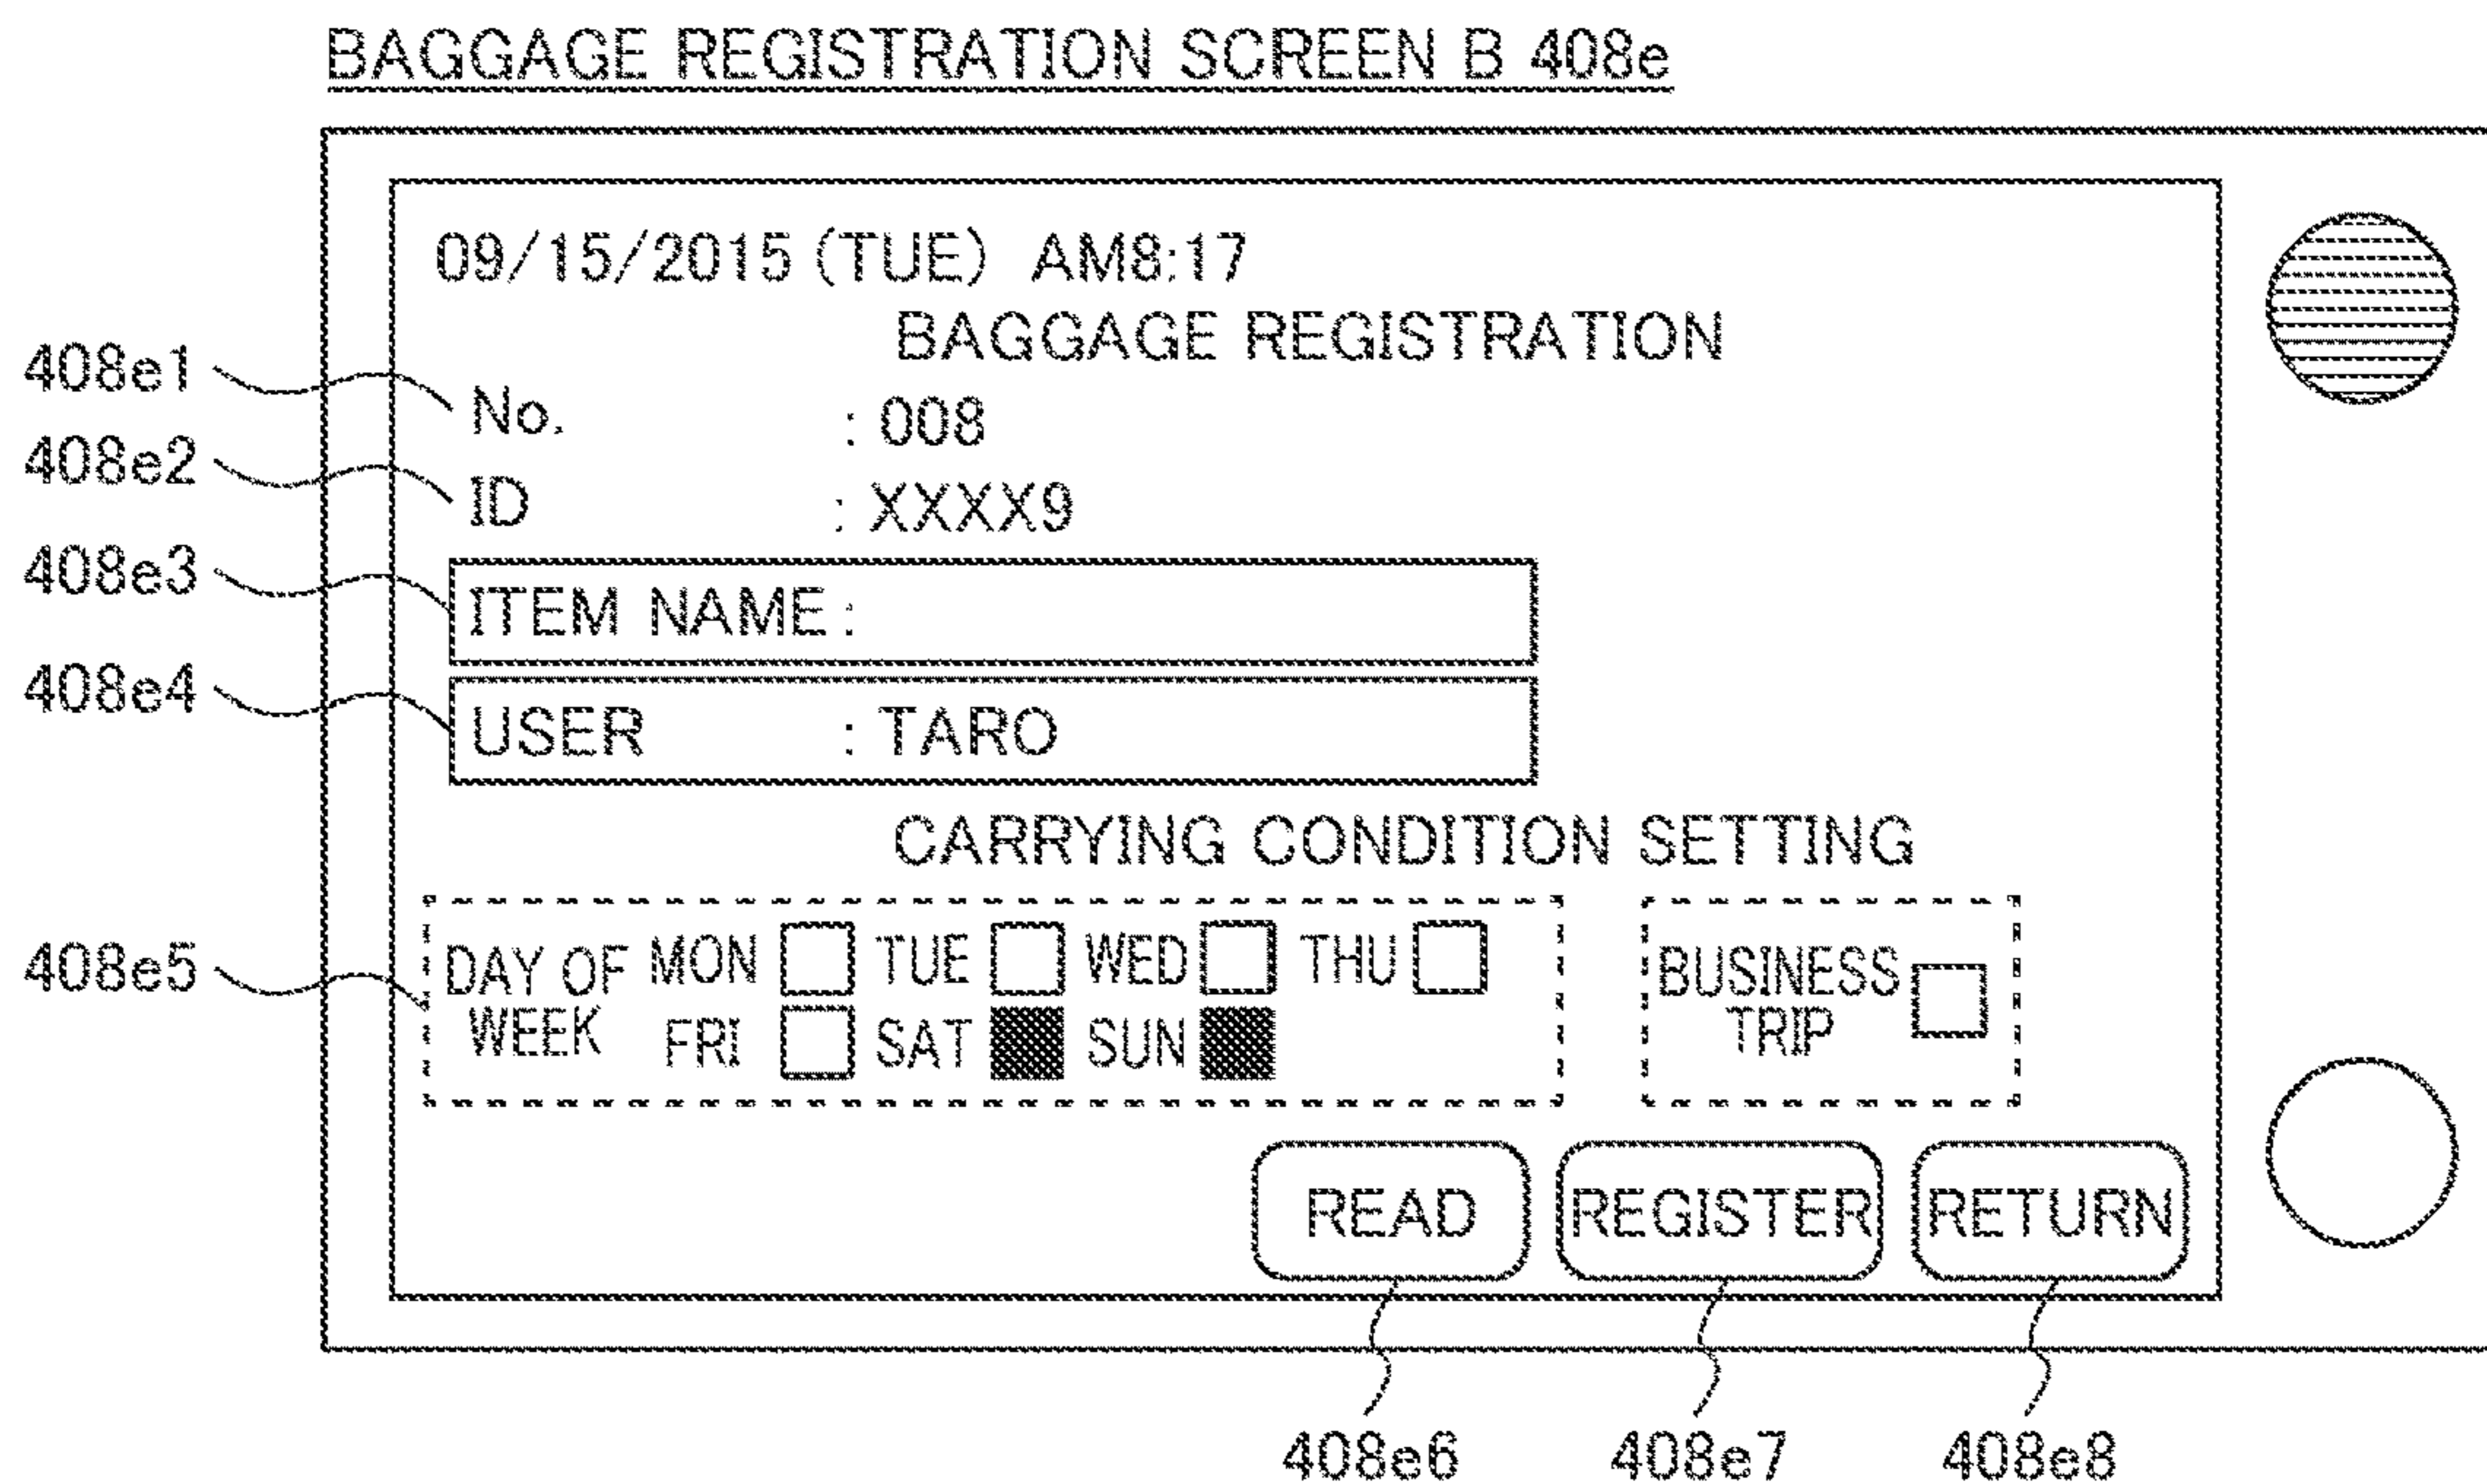 BAGGAGE REGISTRATION SCREEN B 408e
09/15/2015 (TUE) AM8:17
BAGGAGE REGISTRATION
408e1
No. : 008
408e2
ID : XXXX9
408e3
ITEM NAME :
408e4
USER : TARO
CARRYING CONDITION SETTING
408e5
DAY OF WEEK
MON TUE WED THU
FRI SAT SUN
BUSINESS
TRIP
READ REGISTER RETURN
408e6 408e7 408e8